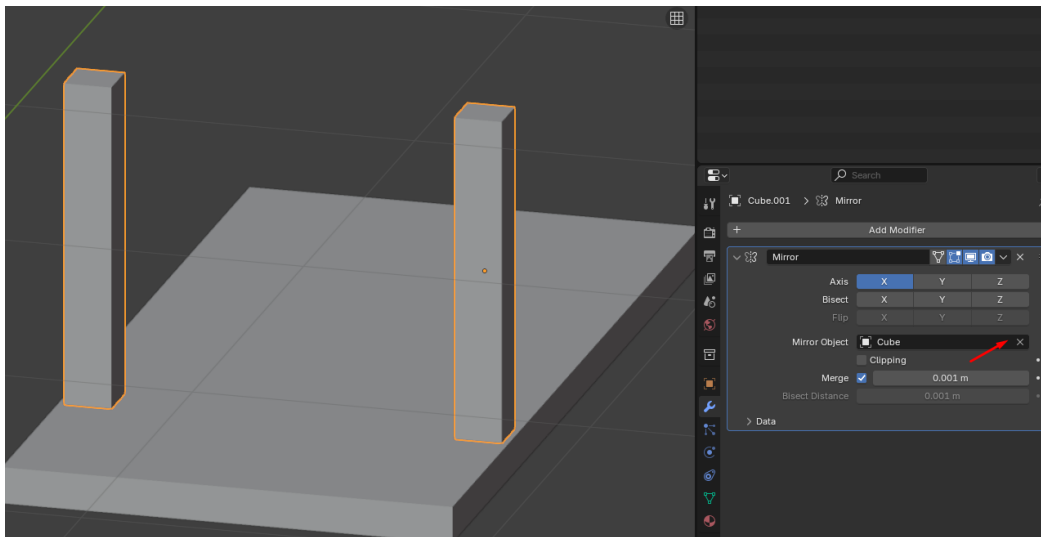 Search
Cube.001 > Mirror
+ Add Modifier
Mirror
Axis X Y Z
Bisect X Y Z
Flip X Y Z
Mirror Object Cube
Clipping
Merge 0.001 m
Bisect Distance 0.001 m
> Data